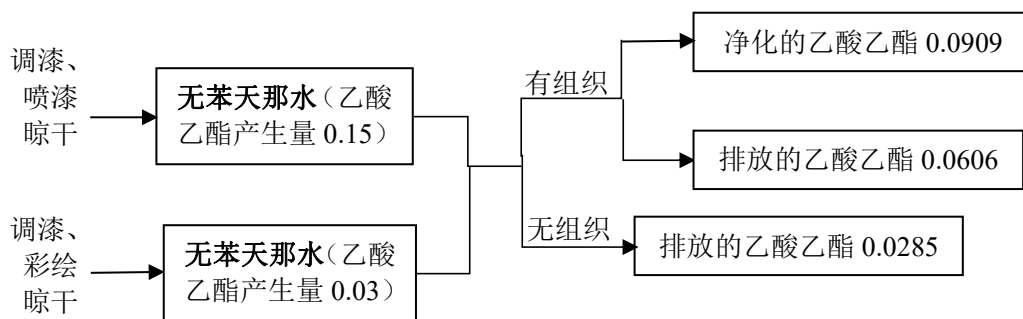 调漆、
喷漆
晾干
无苯天那水（乙酸
乙酯产生量 0.15）
调漆、
彩绘
晾干
无苯天那水（乙酸
乙酯产生量 0.03）
有组织
无组织
净化的乙酸乙酯 0.0909
排放的乙酸乙酯 0.0606
排放的乙酸乙酯 0.0285